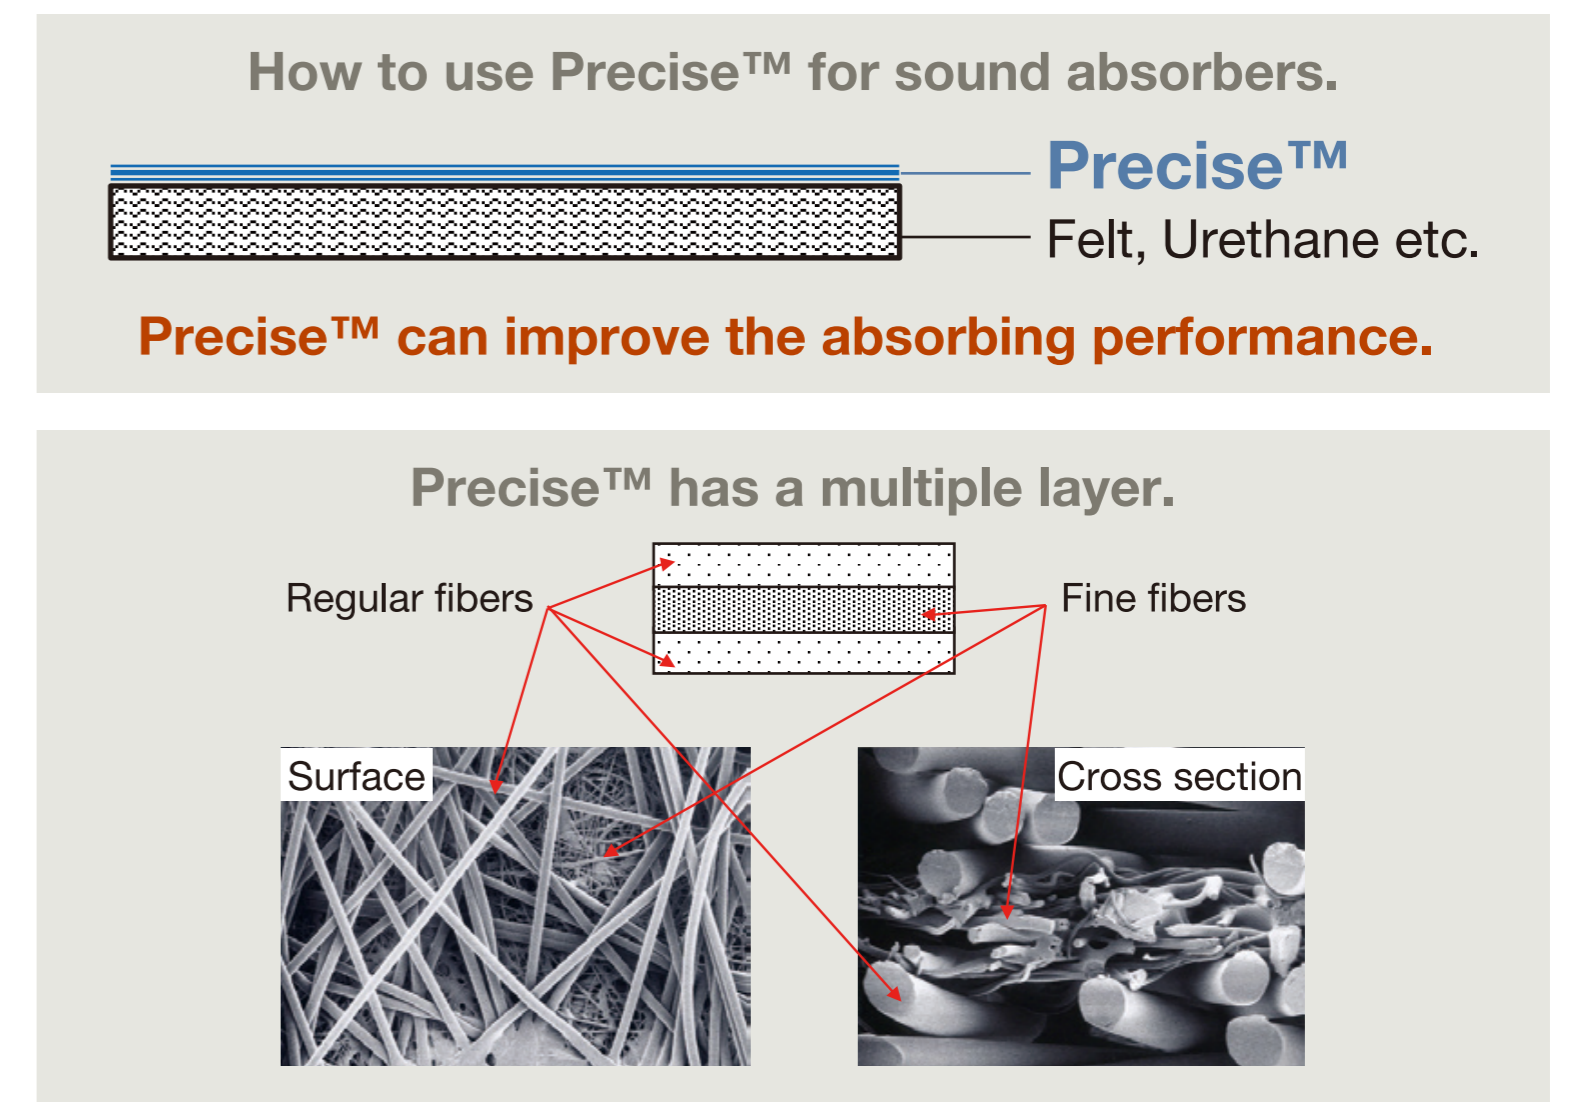 How to use Precise™ for sound absorbers.
Precise™
Felt, Urethane etc.
Precise™ can improve the absorbing performance.
Precise™ has a multiple layer.
Regular fibers
Fine fibers
Surface
Cross section